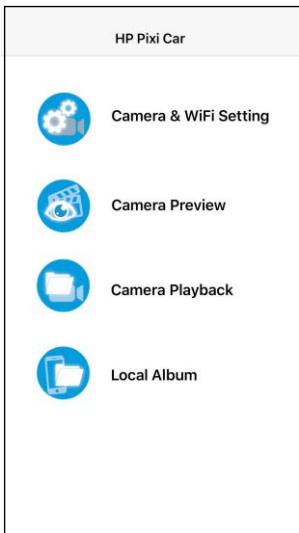 HP Pixi Car
Camera & WiFi Setting
Camera Preview
Camera Playback
Local Album